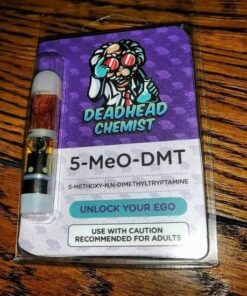 DEADHEAD
CHEMIST
5-MeO-DMT
5-METHOXY-N,N-DIMETHYLTRYPTAMINE
UNLOCK YOUR EGO
USE WITH CAUTION
RECOMMENDED FOR ADULTS